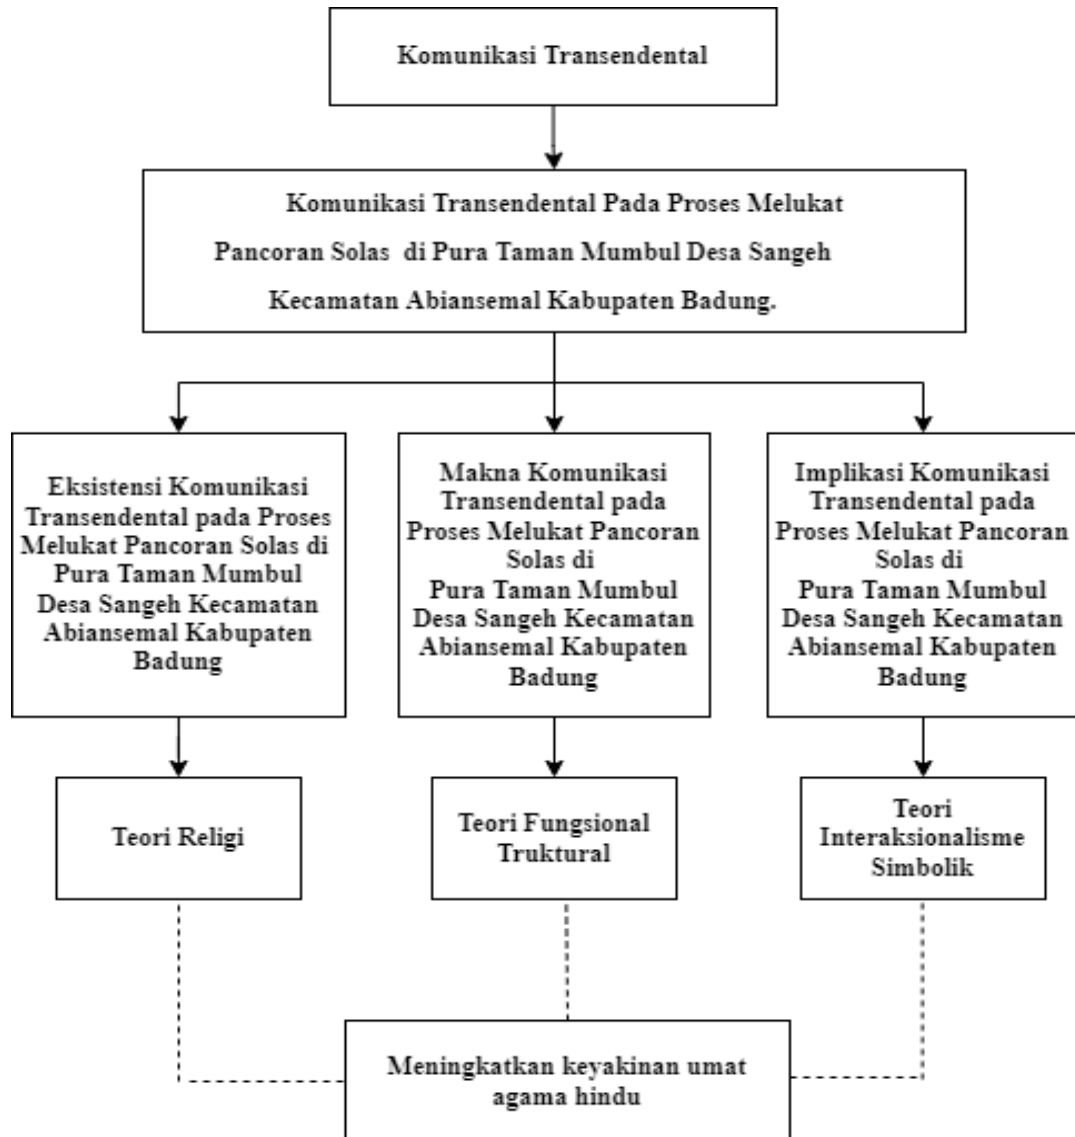 Komunikasi Transendental
Komunikasi Transendental Pada Proses Melukat
Pancoran Solas di Pura Taman Mumbul Desa Sangeh
Kecamatan Abiansemal Kabupaten Badung.
Eksistensi Komunikasi
Transendental pada Proses
Melukat Pancoran Solas di
Pura Taman Mumbul
Desa Sangeh Kecamatan
Abiansemal Kabupaten
Badung
Makna Komunikasi
Transendental pada
Proses Melukat Pancoran
Solas di
Pura Taman Mumbul
Desa Sangeh Kecamatan
Abiansemal Kabupaten
Badung
Implikasi Komunikasi
Transendental pada
Proses Melukat Pancoran
Solas di
Pura Taman Mumbul
Desa Sangeh Kecamatan
Abiansemal Kabupaten
Badung
Teori Religi
Teori Fungsional
Truktural
Teori
Interaksionalisme
Simbolik
Meningkatkan keyakinan umat
agama hindu